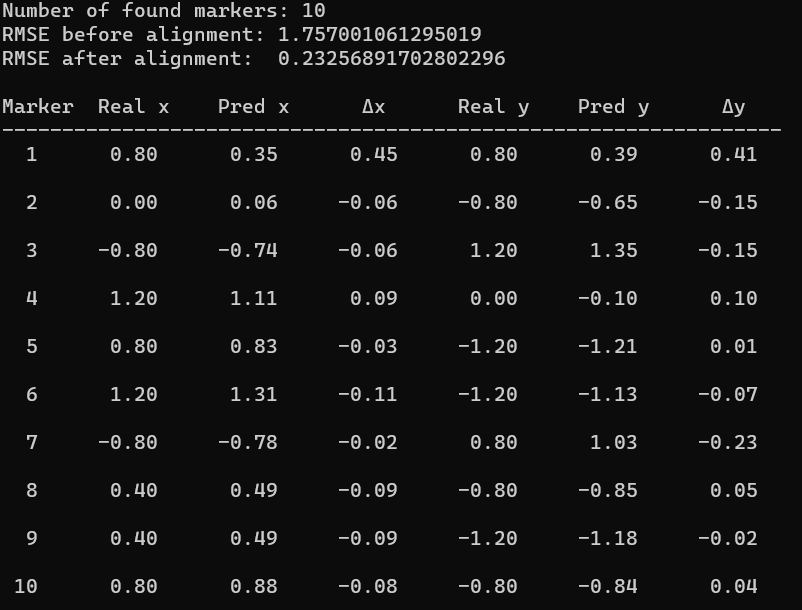 Number of found markers: 10
RMSE before alignment: 1.757001061295019
RMSE after alignment:  0.23256891702802296

Marker  Real x    Pred x      Δx      Real y    Pred y      Δy
-----------------------------------------------------------------
  1      0.80      0.35      0.45      0.80      0.39      0.41
  2      0.00      0.06     -0.06     -0.80     -0.65     -0.15
  3     -0.80     -0.74     -0.06      1.20      1.35     -0.15
  4      1.20      1.11      0.09      0.00     -0.10      0.10
  5      0.80      0.83     -0.03     -1.20     -1.21      0.01
  6      1.20      1.31     -0.11     -1.20     -1.13     -0.07
  7     -0.80     -0.78     -0.02      0.80      1.03     -0.23
  8      0.40      0.49     -0.09     -0.80     -0.85      0.05
  9      0.40      0.49     -0.09     -1.20     -1.18     -0.02
 10      0.80      0.88     -0.08     -0.80     -0.84      0.04